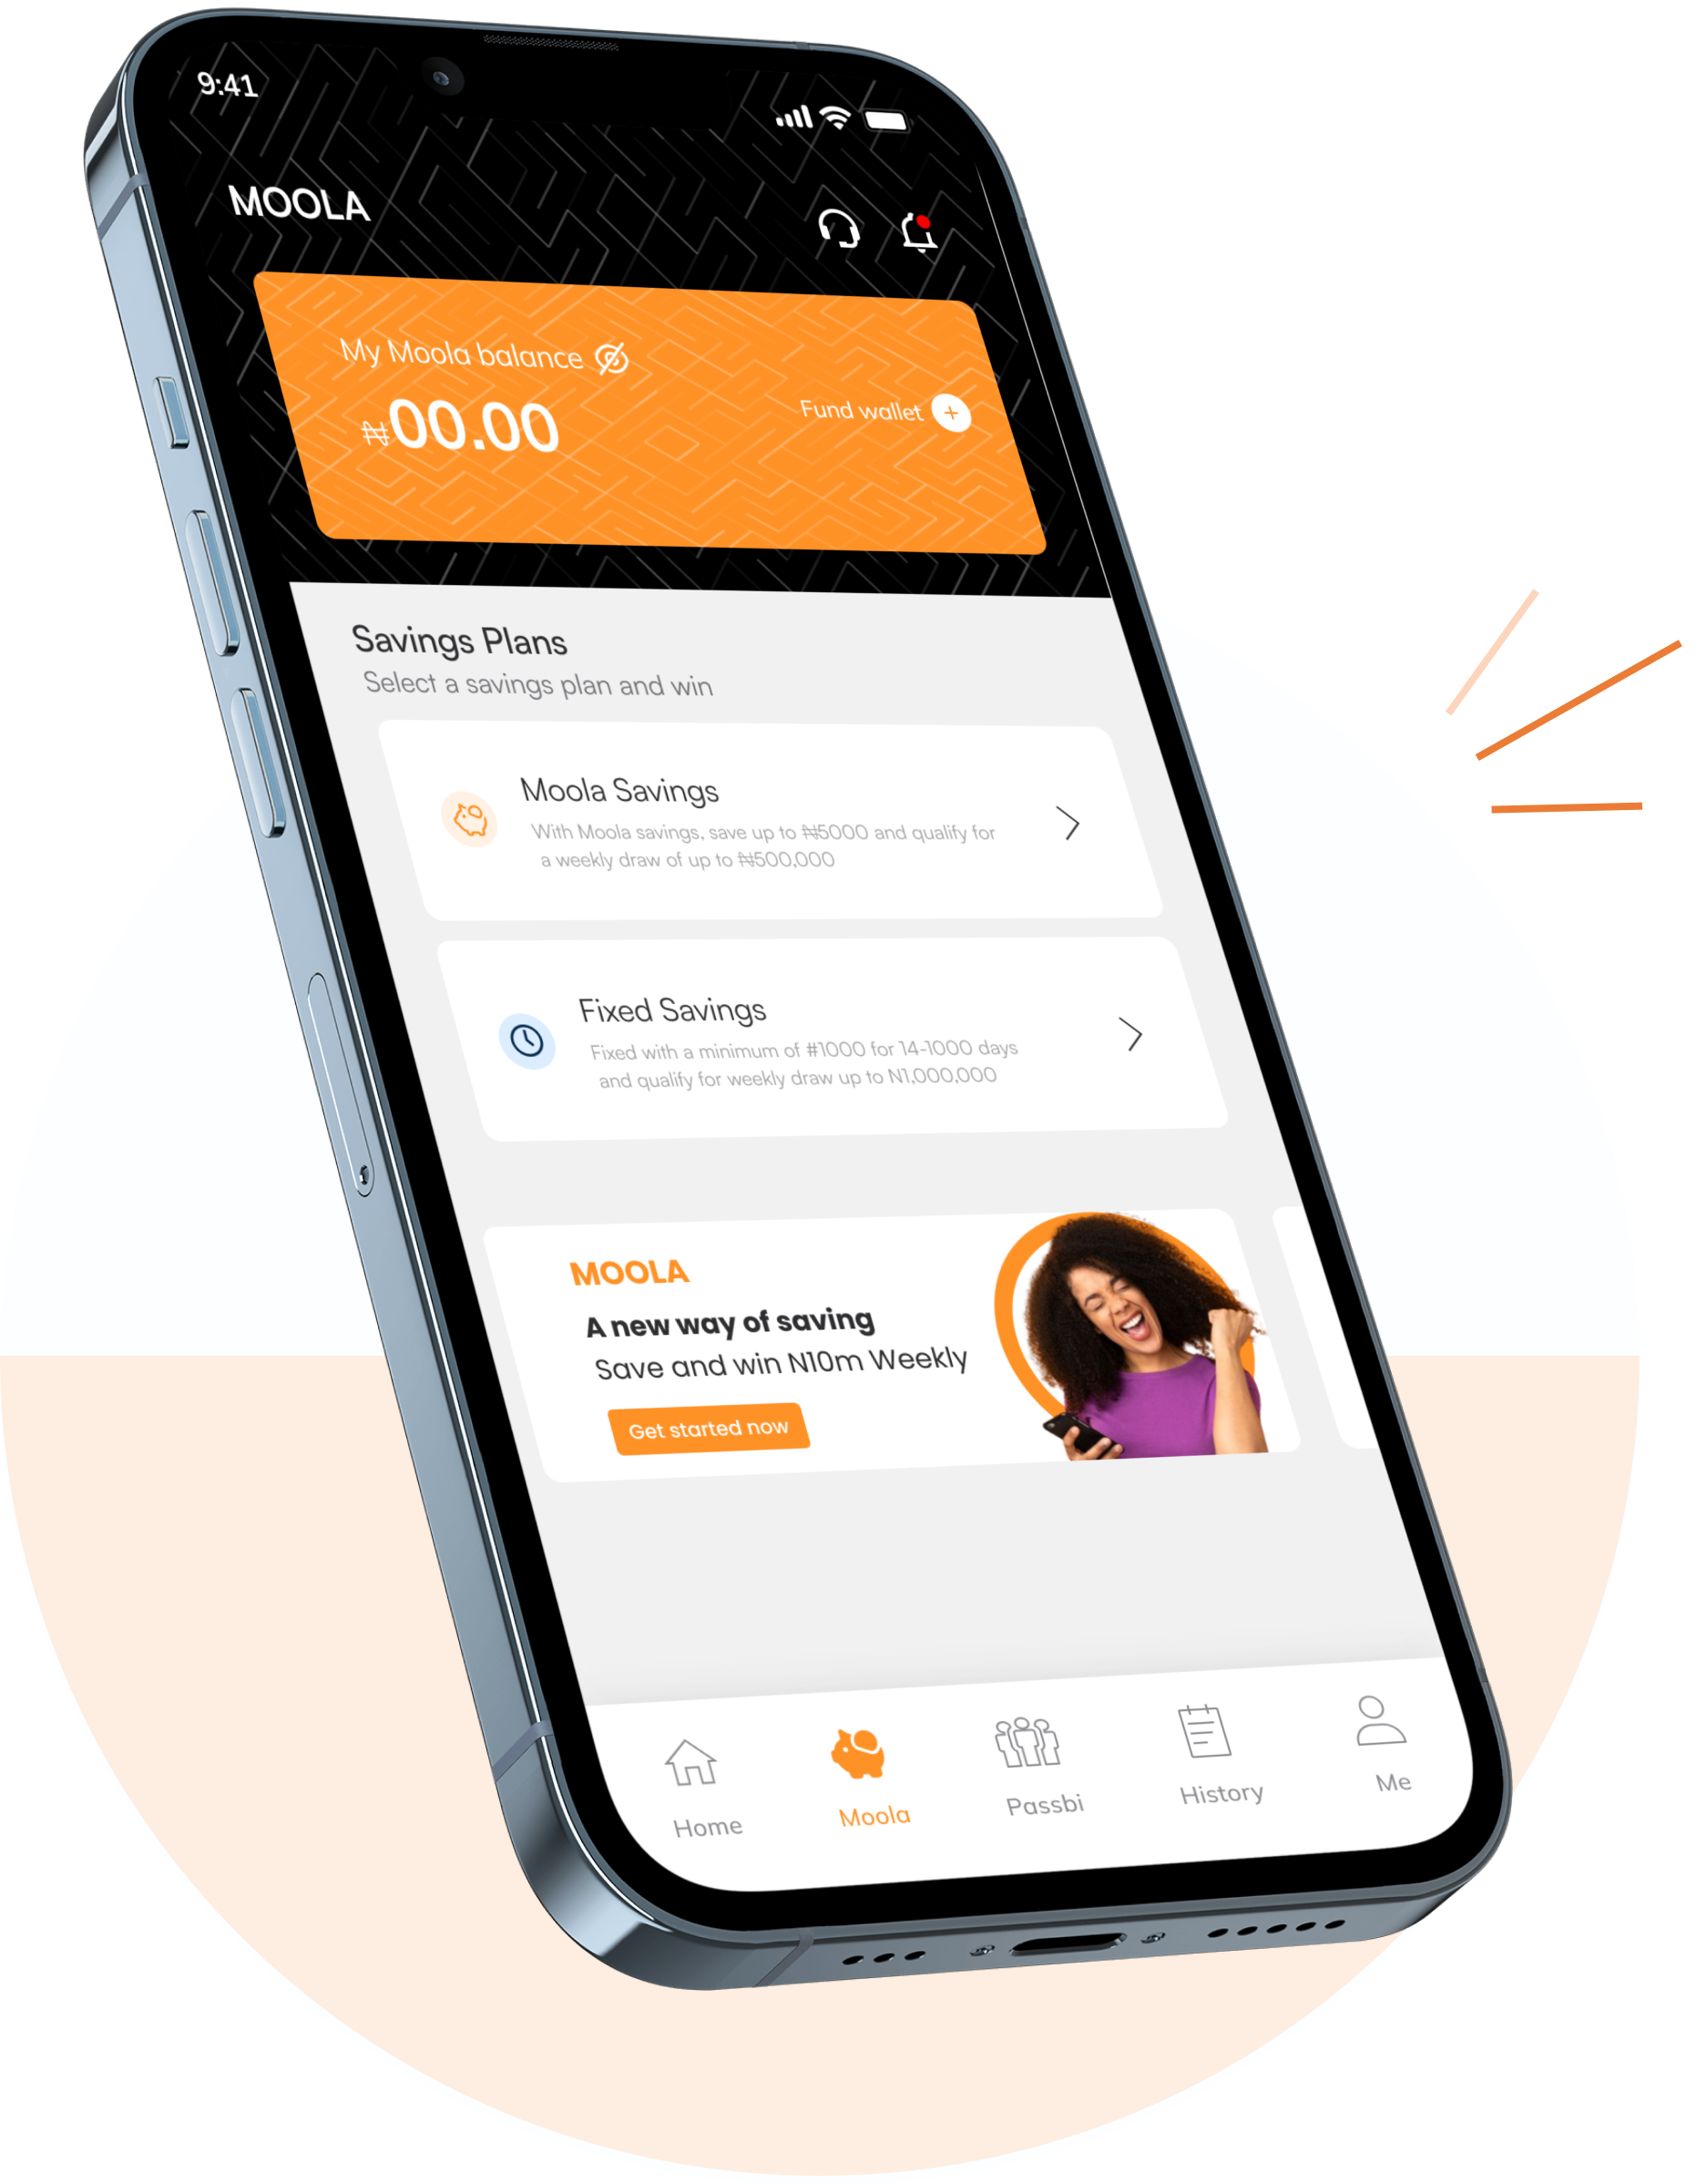 9:41
MOOLA
My Moola balance
₦00.00
Fund wallet
Savings Plans
Select a savings plan and win
Moola Savings
With Moola savings, save up to ₦5000 and qualify for
a weekly draw of up to ₦500,000
Fixed Savings
Fixed with a minimum of #1000 for 14-1000 days
and qualify for weekly draw up to N1,000,000
MOOLA
A new way of saving
Save and win N10m Weekly
Get started now
Home
Moola
Passbi
History
Me